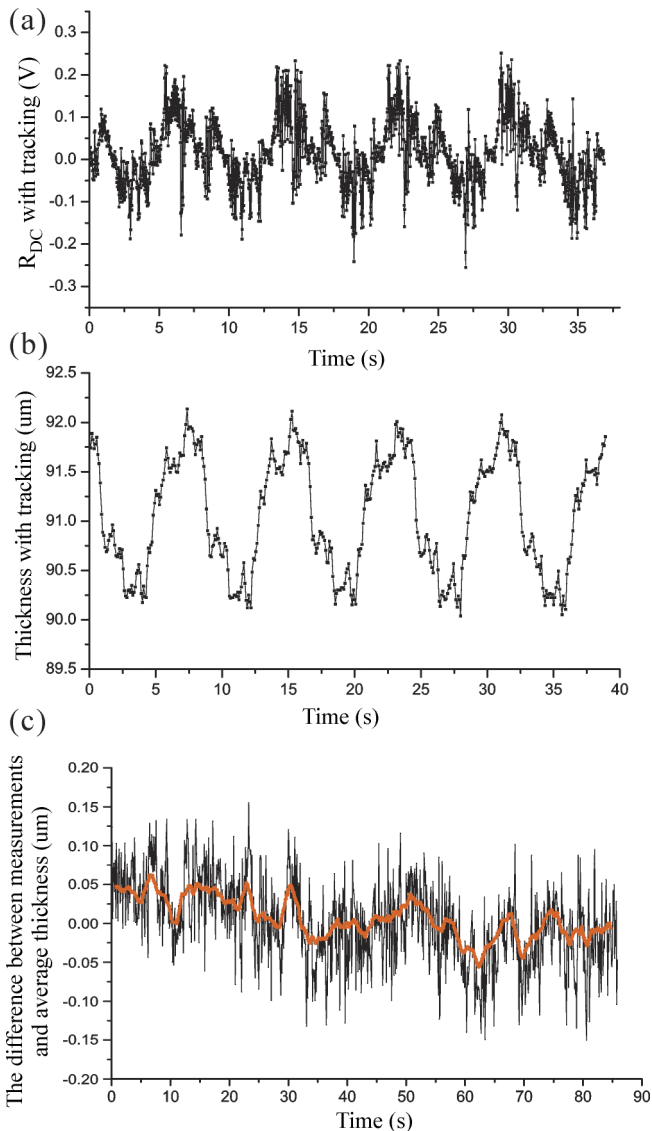 (a)
R_DC with tracking (V)
0.3
0.2
0.1
0.0
-0.1
-0.2
-0.3
0 5 10 15 20 25 30 35
Time (s)
(b)
Thickness with tracking (um)
92.5
92.0
91.5
91.0
90.5
90.0
89.5
0 5 10 15 20 25 30 35 40
Time (s)
(c)
The difference between measurements
and average thickness (um)
0.20
0.15
0.10
0.05
0.00
-0.05
-0.10
-0.15
-0.20
0 10 20 30 40 50 60 70 80 90
Time (s)